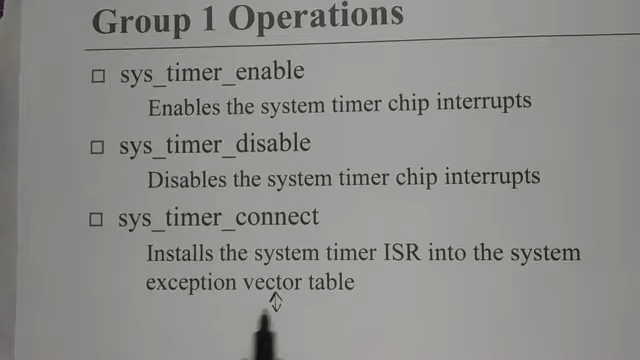 Group 1 Operations
sys_timer_enable
Enables the system timer chip interrupts
sys_timer_disable
Disables the system timer chip interrupts
sys_timer_connect
Installs the system timer ISR into the system
exception vector table